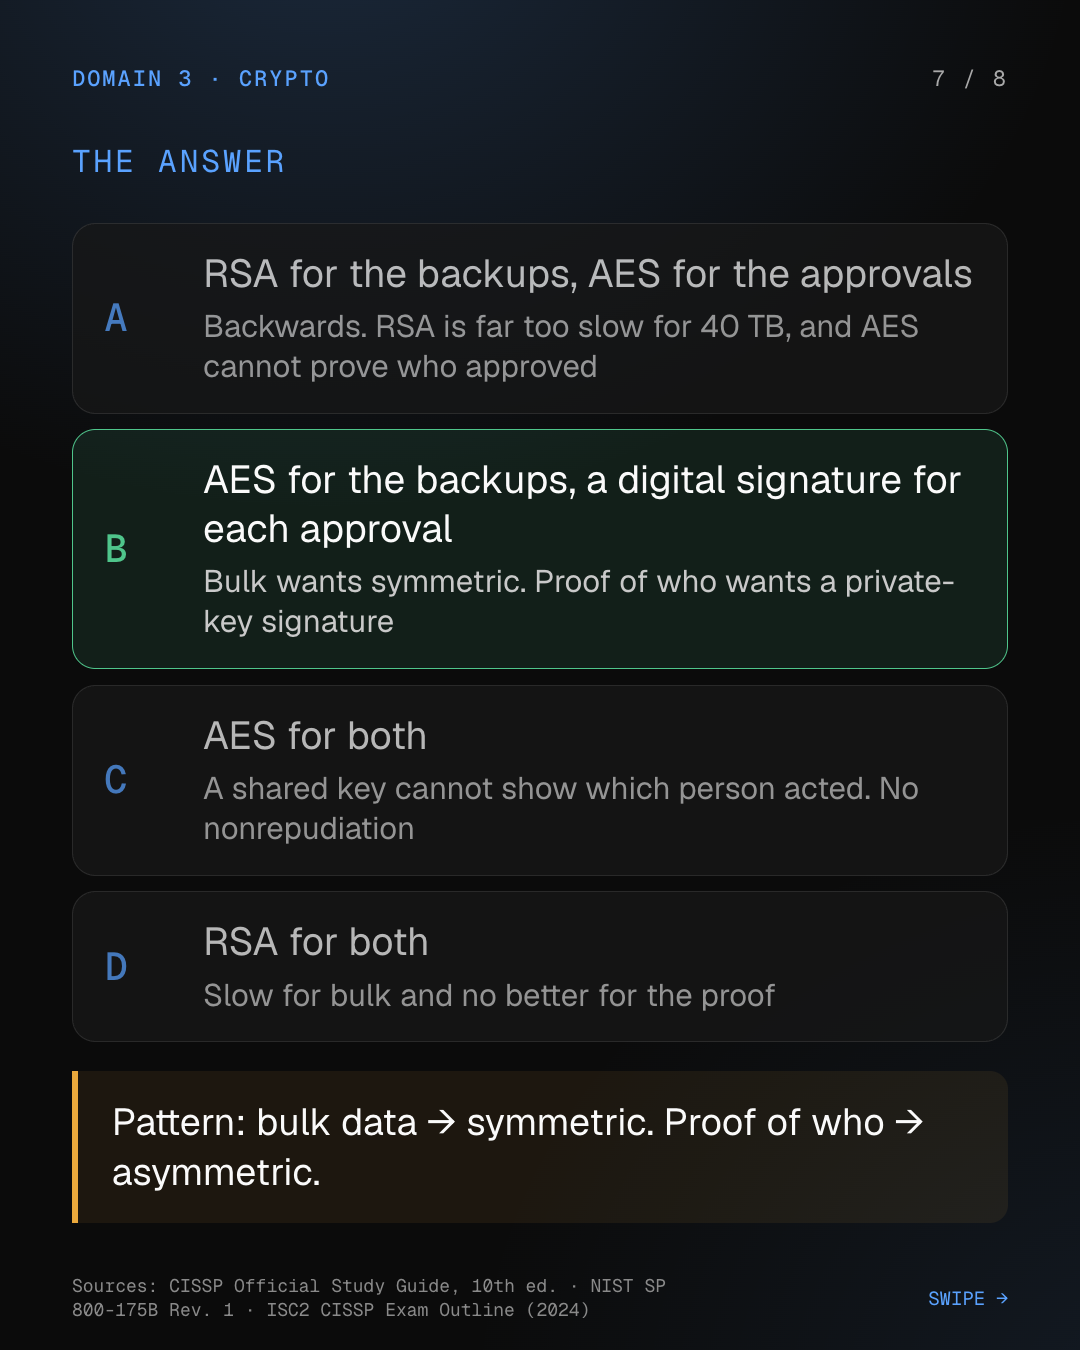 DOMAIN 3 · CRYPTO
7 / 8
THE ANSWER
A
RSA for the backups, AES for the approvals
Backwards. RSA is far too slow for 40 TB, and AES
cannot prove who approved
B
AES for the backups, a digital signature for
each approval
Bulk wants symmetric. Proof of who wants a private-
key signature
C
AES for both
A shared key cannot show which person acted. No
nonrepudiation
D
RSA for both
Slow for bulk and no better for the proof
Pattern: bulk data → symmetric. Proof of who →
asymmetric.
Sources: CISSP Official Study Guide, 10th ed. · NIST SP
800-175B Rev. 1 · ISC2 CISSP Exam Outline (2024)
SWIPE →